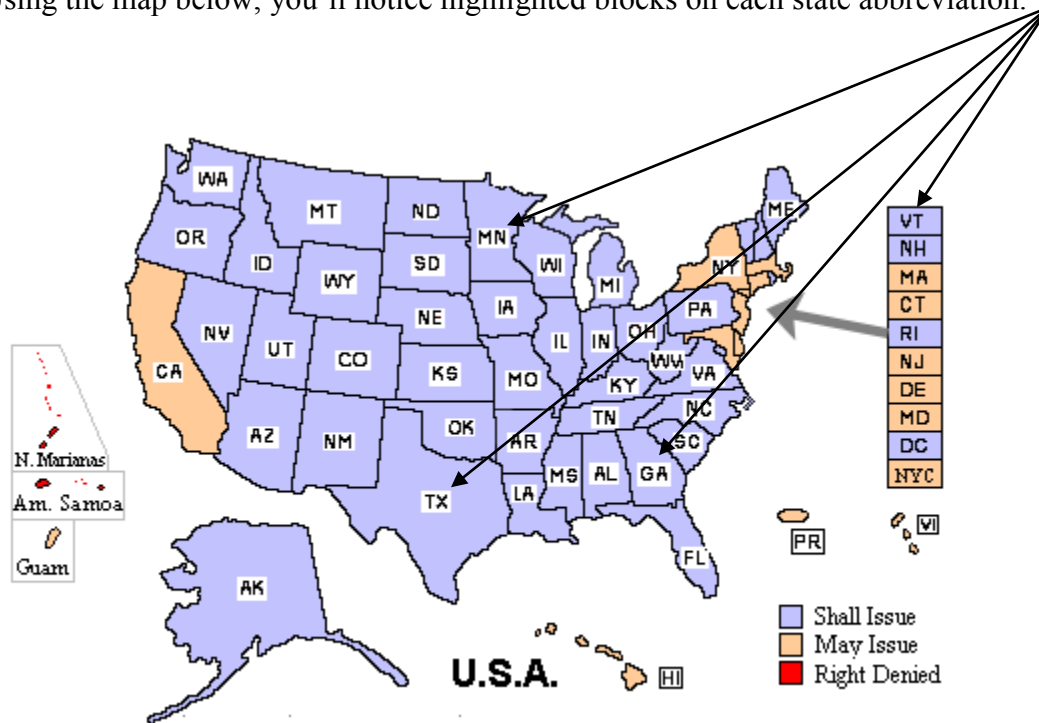 sing the map below, you'll notice highlighted blocks on each state abbreviation.
WA
MT
ND
MN
ME
VT
OR
ID
SD
WI
NY
NH
WY
MI
MA
IA
PA
CT
NV
NE
OH
RI
UT
CO
IL
IN
WV
NJ
CA
KS
MO
KY
VA
DE
AZ
NM
OK
AR
TN
NC
MD
SC
DC
N. Marianas
TX
LA
MS
AL
GA
NYC
Am. Samoa
FL
PR
VI
Guam
AK
Shall Issue
May Issue
Right Denied
U.S.A.
HI